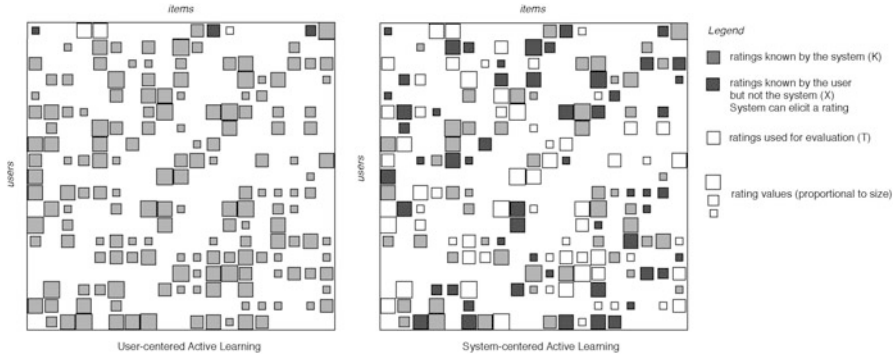 items
items
users
users
User-centered Active Learning
System-centered Active Learning
Legend
ratings known by the system (K)
ratings known by the user
but not the system (X)
System can elicit a rating
ratings used for evaluation (T)
rating values (proportional to size)